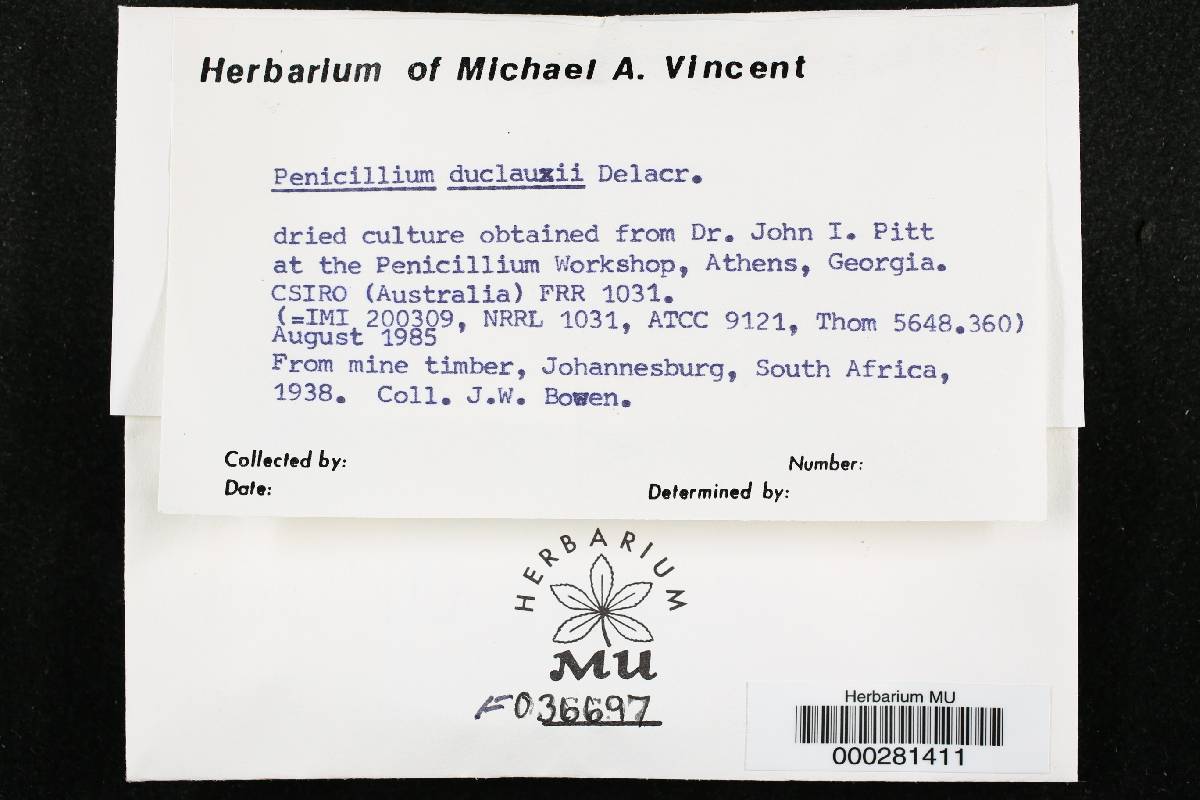 Herbarium of Michael A. Vincent
Penicillium duclauxii Delacr.
dried culture obtained from Dr. John I. Pitt
at the Penicillium Workshop, Athens, Georgia.
CSIRO (Australia) FRR 1031.
(=IMI 200309, NRRL 1031, ATCC 9121, Thom 5648.360)
August 1985
From mine timber, Johannesburg, South Africa,
1938. Coll. J.W. Bowen.
Collected by:
Number:
Date:
Determined by:
HERBARIUM
MU
F036697
Herbarium MU
000281411